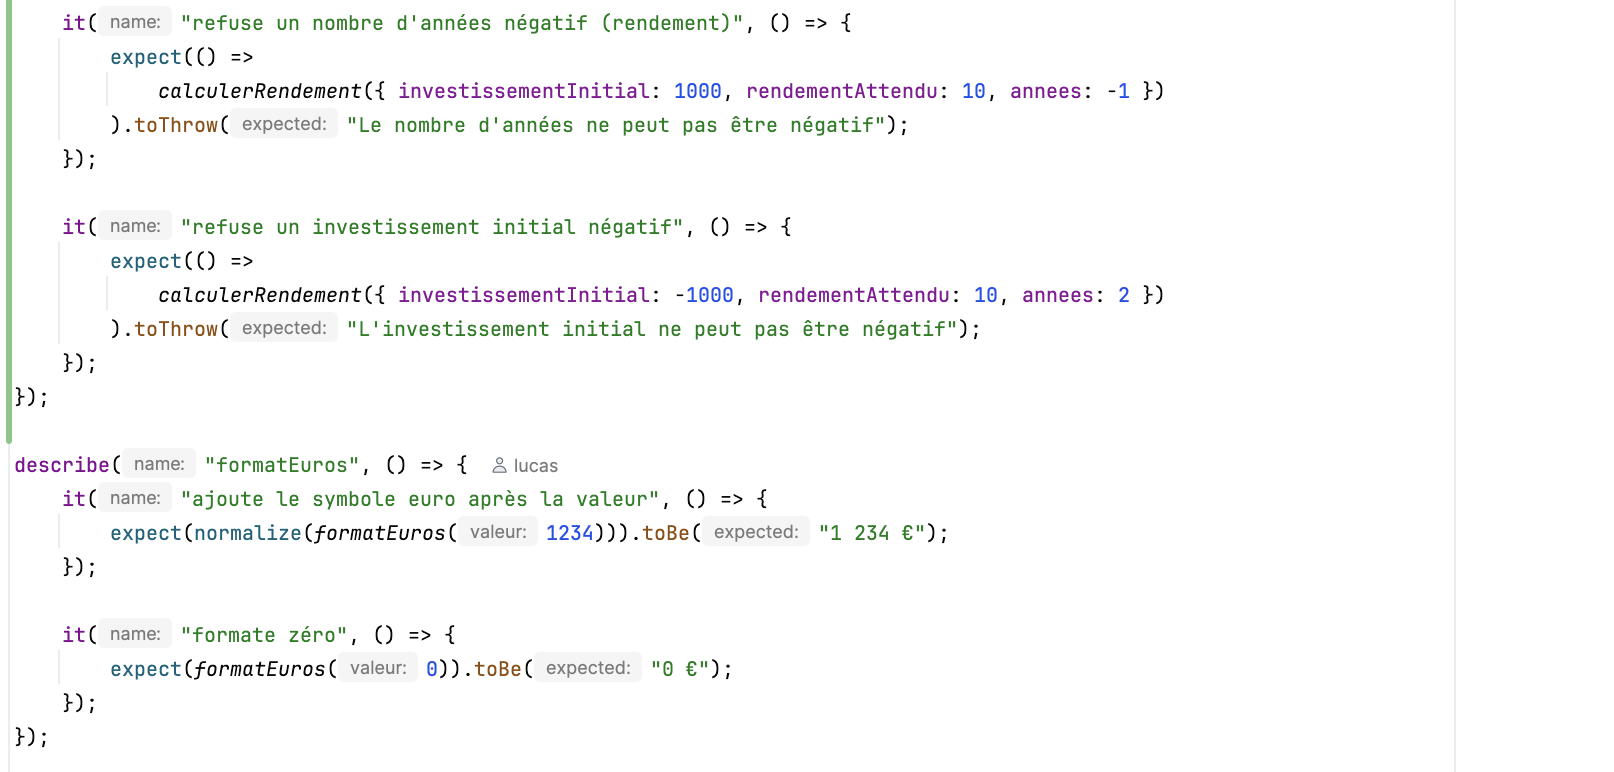 it( name: "refuse un nombre d'années négatif (rendement)", () => {
expect(() =>
calculerRendement({ investissementInitial: 1000, rendementAttendu: 10, annees: -1 })
).toThrow( expected: "Le nombre d'années ne peut pas être négatif");
});
it( name: "refuse un investissement initial négatif", () => {
expect(() =>
calculerRendement({ investissementInitial: -1000, rendementAttendu: 10, annees: 2 })
).toThrow( expected: "L'investissement initial ne peut pas être négatif");
});
});
describe( name: "formatEuros", () => { lucas
it( name: "ajoute le symbole euro après la valeur", () => {
expect(normalize(formatEuros( valeur: 1234))).toBe( expected: "1 234 €");
});
it( name: "formate zéro", () => {
expect(formatEuros( valeur: 0)).toBe( expected: "0 €");
});
});